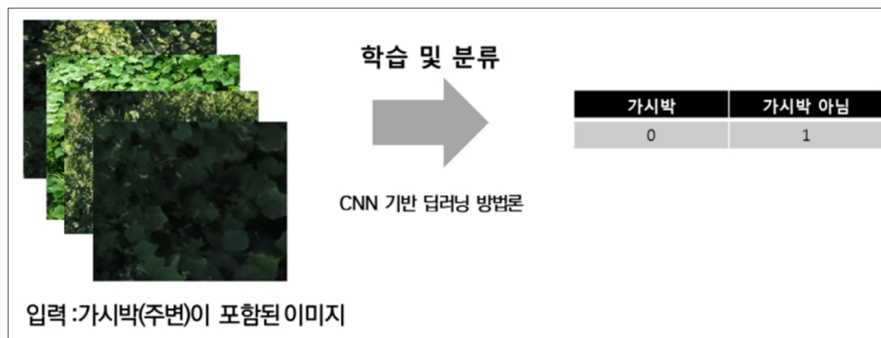 학습 및 분류
가시박 가시박 아님
0 1
CNN 기반 딥러닝 방법론
입력 :가시박(주변)이 포함된 이미지